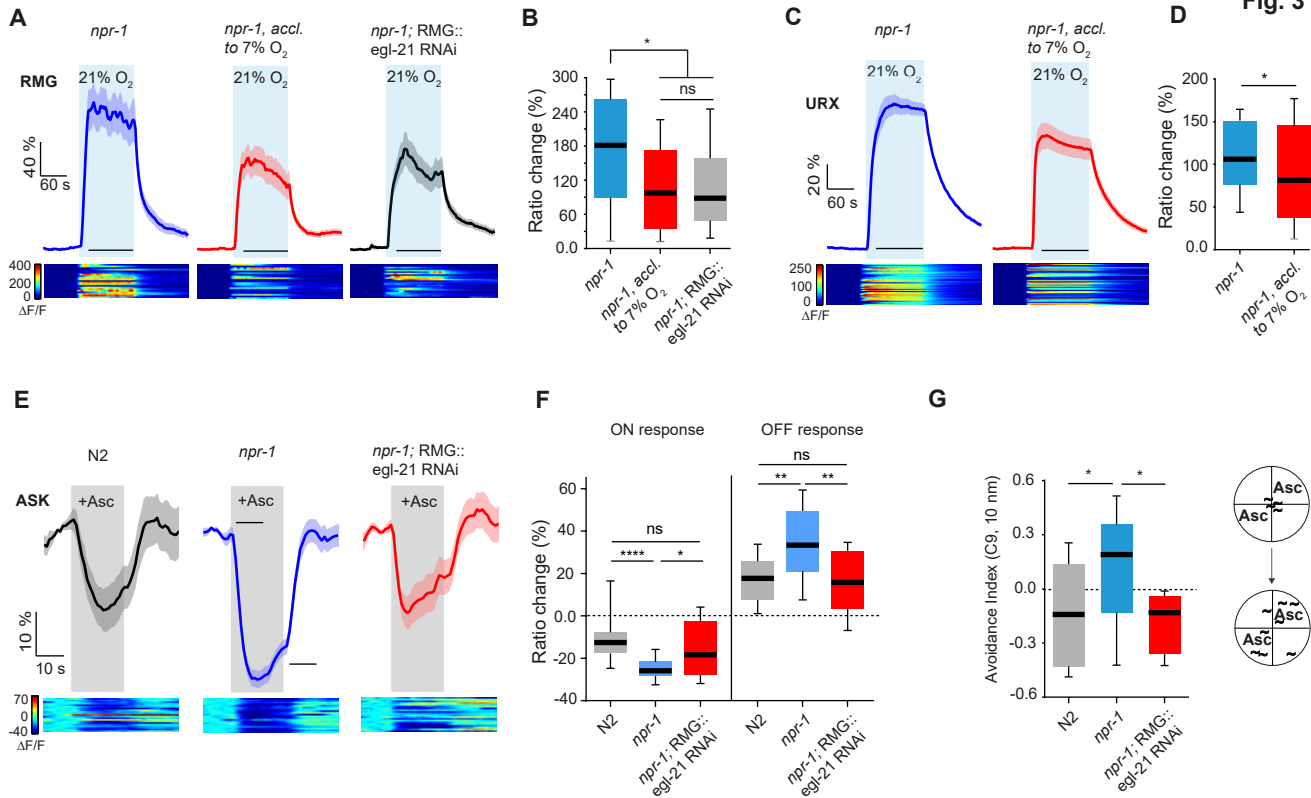 Fig. 3
A
npr-1
npr-1, accl.
to 7% O2
npr-1; RMG::
egl-21 RNAi
RMG
21% O2
21% O2
21% O2
40 %
60 s
400
200
0
ΔF/F
B
*
ns
Ratio change (%)
300
240
180
120
60
0.0
npr-1
npr-1, accl.
to 7% O2
npr-1; RMG::
egl-21 RNAi
C
npr-1
npr-1, accl.
to 7% O2
URX
21% O2
21% O2
20 %
60 s
250
125
0
ΔF/F
D
*
Ratio change (%)
200
150
100
50
0.0
npr-1
npr-1, accl.
to 7% O2
E
N2
npr-1
npr-1; RMG::
egl-21 RNAi
ASK
+Asc
+Asc
+Asc
10 %
10 s
70
-40
ΔF/F
F
ON response
OFF response
ns
**
**
ns
****
*
Ratio change (%)
60
40
20
0.0
-20
-40
N2
npr-1
npr-1; RMG::
egl-21 RNAi
N2
npr-1
npr-1; RMG::
egl-21 RNAi
G
*
*
Avoidance Index (C9, 10 nm)
0.6
0.3
0.0
-0.3
-0.6
N2
npr-1
npr-1; RMG::
egl-21 RNAi
Asc
Asc
Asc
Asc